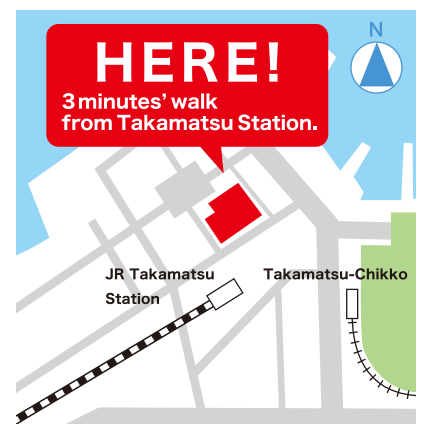 N
HERE!
3 minutes' walk
from Takamatsu Station.
JR Takamatsu
Station
Takamatsu-Chikko